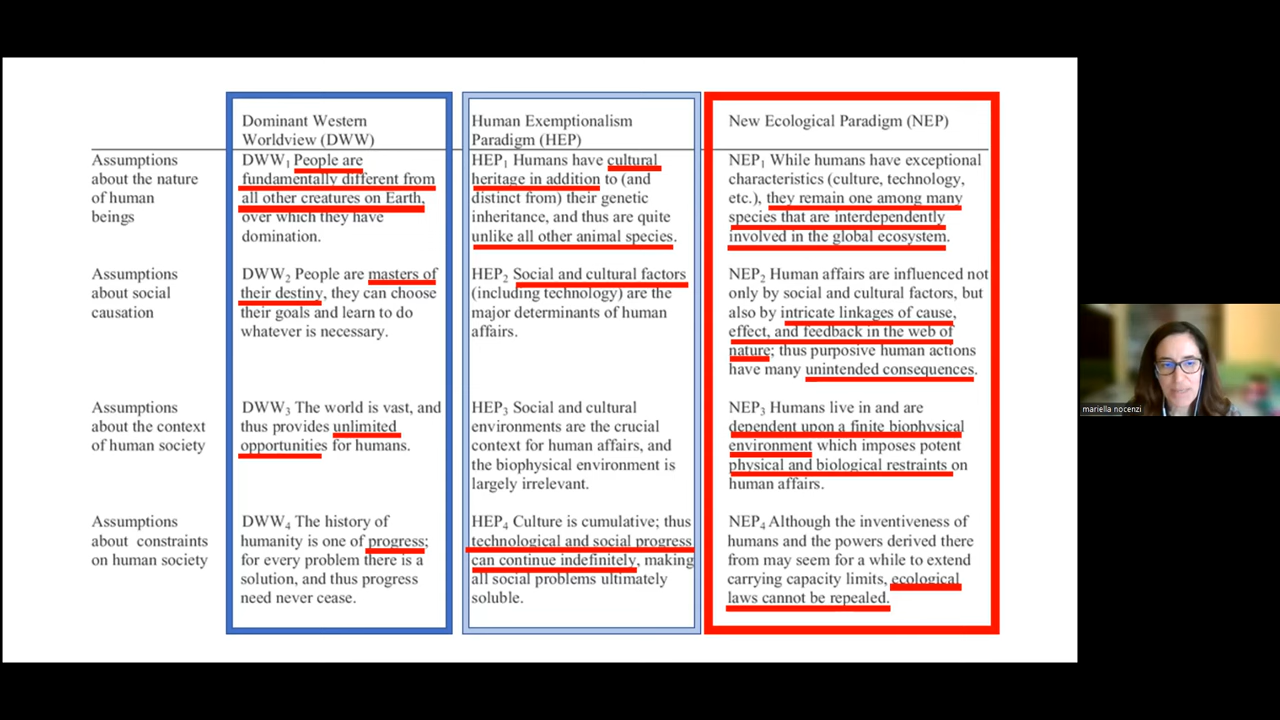 Dominant Western
Worldview (DWW)
Human Exemptionalism
Paradigm (HEP)
New Ecological Paradigm (NEP)
Assumptions
about the nature
of human
beings
DWW1 People are
fundamentally different from
all other creatures on Earth,
over which they have
domination.
HEP1 Humans have cultural
heritage in addition to (and
distinct from) their genetic
inheritance, and thus are quite
unlike all other animal species.
NEP1 While humans have exceptional
characteristics (culture, technology,
etc.), they remain one among many
species that are interdependently
involved in the global ecosystem.
Assumptions
about social
causation
DWW2 People are masters of
their destiny, they can choose
their goals and learn to do
whatever is necessary.
HEP2 Social and cultural factors
(including technology) are the
major determinants of human
affairs.
NEP2 Human affairs are influenced not
only by social and cultural factors, but
also by intricate linkages of cause,
effect, and feedback in the web of
nature; thus purposive human actions
have many unintended consequences.
Assumptions
about the context
of human society
DWW3 The world is vast, and
thus provides unlimited
opportunities for humans.
HEP3 Social and cultural
environments are the crucial
context for human affairs, and
the biophysical environment is
largely irrelevant.
NEP3 Humans live in and are
dependent upon a finite biophysical
environment which imposes potent
physical and biological restraints on
human affairs.
Assumptions
about constraints
on human society
DWW4 The history of
humanity is one of progress;
for every problem there is a
solution, and thus progress
need never cease.
HEP4 Culture is cumulative; thus
technological and social progress
can continue indefinitely, making
all social problems ultimately
soluble.
NEP4 Although the inventiveness of
humans and the powers derived there
from may seem for a while to extend
carrying capacity limits, ecological
laws cannot be repealed.
mariella nocenzi